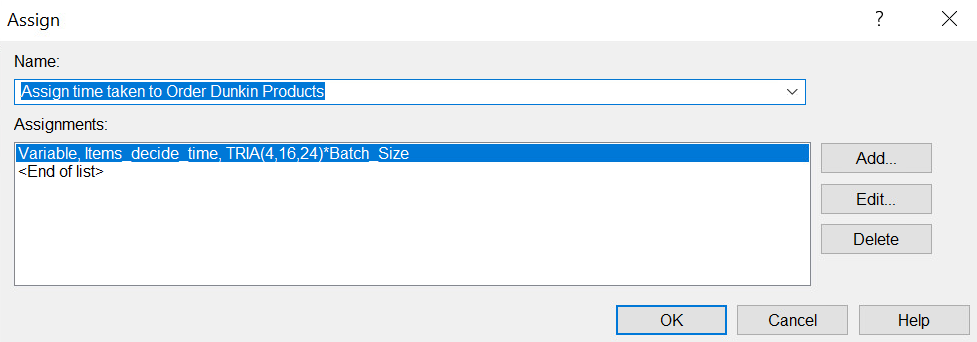 Assign
?
Name:
Assign time taken to Order Dunkin Products
Assignments:
Variable, Items_decide_time, TRIA(4,16,24)*Batch_Size
<End of list>
Add...
Edit...
Delete
OK
Cancel
Help